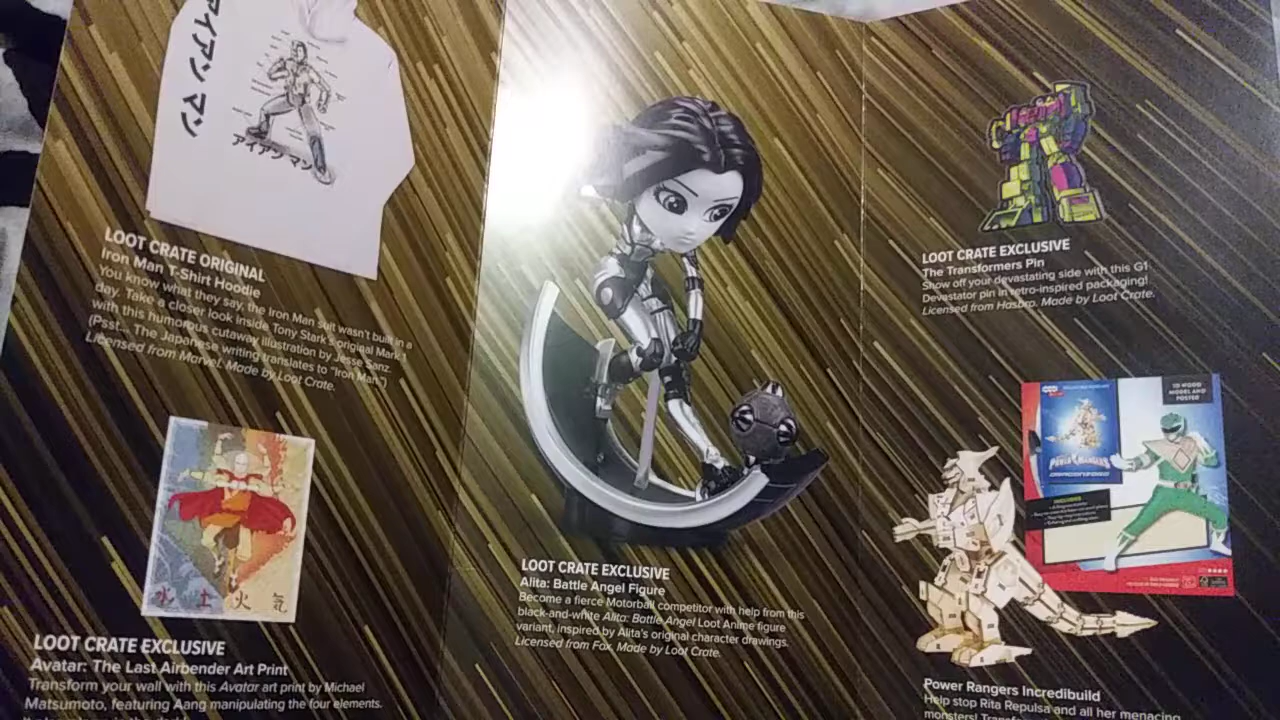 アイアン マン
アイアン マン
LOOT CRATE ORIGINAL
Iron Man T-Shirt Hoodie
You know what they say, the Iron Man suit wasn't built in a
day. Take a closer look inside Tony Stark's original Mark 1
with this humorous cutaway illustration by Jesse Sanz.
(Psst... The Japanese writing translates to "Iron Man")
Licensed from Marvel. Made by Loot Crate.
水 土 火 気
LOOT CRATE EXCLUSIVE
Avatar: The Last Airbender Art Print
Transform your wall with this Avatar art print by Michael
Matsumoto, featuring Aang manipulating the four elements.
LOOT CRATE EXCLUSIVE
Alita: Battle Angel Figure
Become a fierce Motorball competitor with help from this
black-and-white Alita: Battle Angel Loot Anime figure
variant, inspired by Alita's original character drawings.
Licensed from Fox. Made by Loot Crate.
LOOT CRATE EXCLUSIVE
The Transformers Pin
Show off your devastating side with this G1
Devastator pin in retro-inspired packaging!
Licensed from Hasbro. Made by Loot Crate.
3D WOOD
MODEL AND
POSTER
POWER RANGERS
Power Rangers Incredibuild
Help stop Rita Repulsa and all her menacing